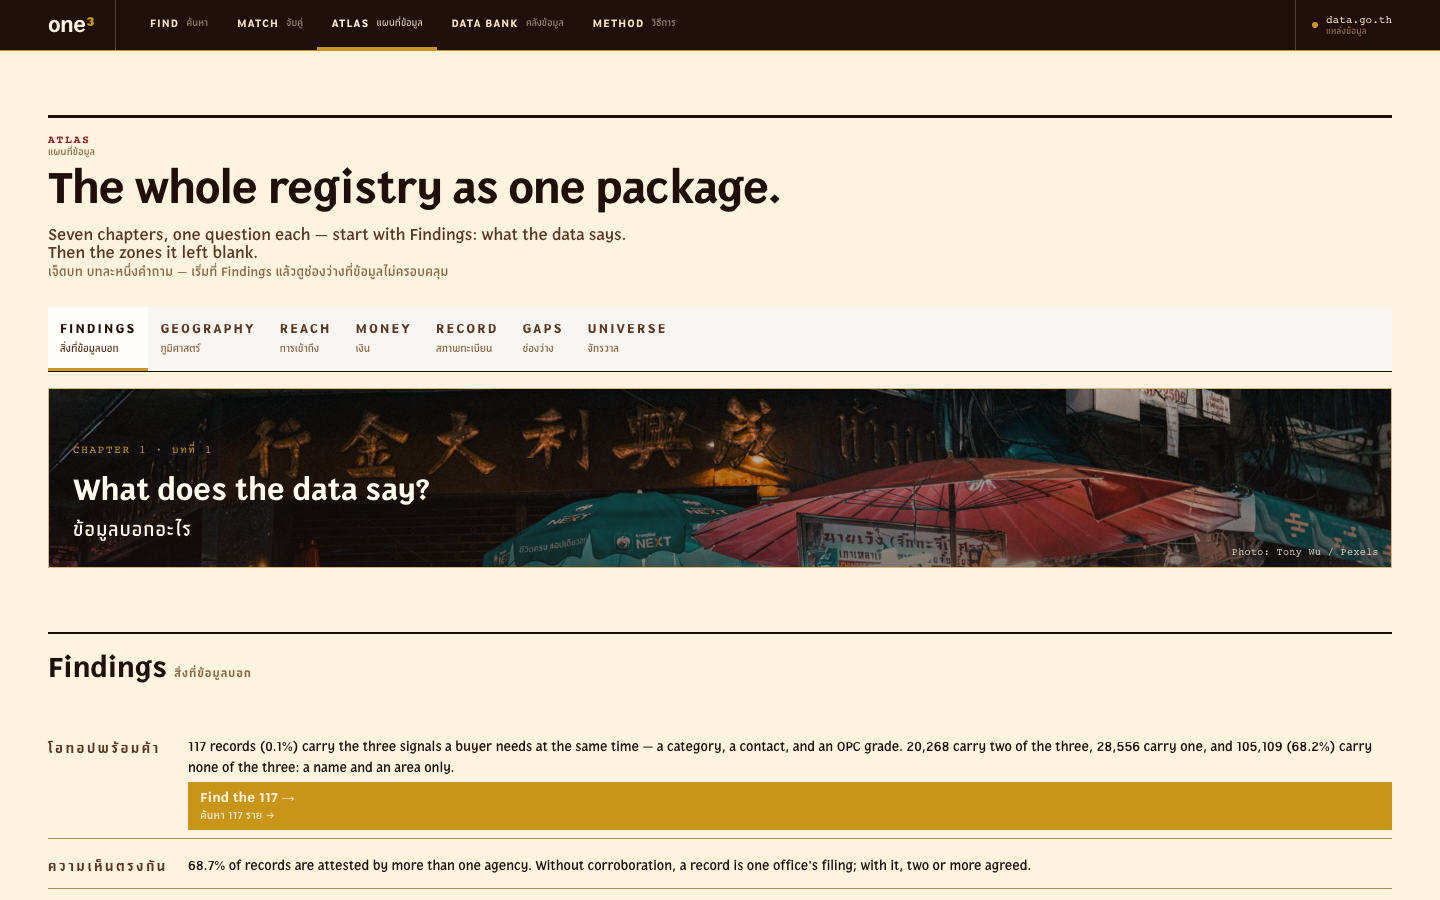 one³
FIND ค้นหา
MATCH จับคู่
ATLAS แผนที่ข้อมูล
DATA BANK คลังข้อมูล
METHOD วิธีการ
data.go.th
แหล่งข้อมูล
ATLAS
แผนที่ข้อมูล
The whole registry as one package.
Seven chapters, one question each — start with Findings: what the data says.
Then the zones it left blank.
เจ็ดบท บทละหนึ่งคำถาม — เริ่มที่ Findings แล้วดูช่องว่างที่ข้อมูลไม่ครอบคลุม
FINDINGS
สิ่งที่ข้อมูลบอก
GEOGRAPHY
ภูมิศาสตร์
REACH
การเข้าถึง
MONEY
เงิน
RECORD
สภาพทะเบียน
GAPS
ช่องว่าง
UNIVERSE
จักรวาล
行金大利興成
CHAPTER 1 · บทที่ 1
What does the data say?
ข้อมูลบอกอะไร
NEXT
NEXT
Photo: Tony Wu / Pexels
Findings สิ่งที่ข้อมูลบอก
โอทอปพร้อมค้า
117 records (0.1%) carry the three signals a buyer needs at the same time — a category, a contact, and an OPC grade. 20,268 carry two of the three, 28,556 carry one, and 105,109 (68.2%) carry
none of the three: a name and an area only.
Find the 117 →
ค้นหา 117 ราย →
ความเห็นตรงกัน
68.7% of records are attested by more than one agency. Without corroboration, a record is one office's filing; with it, two or more agreed.